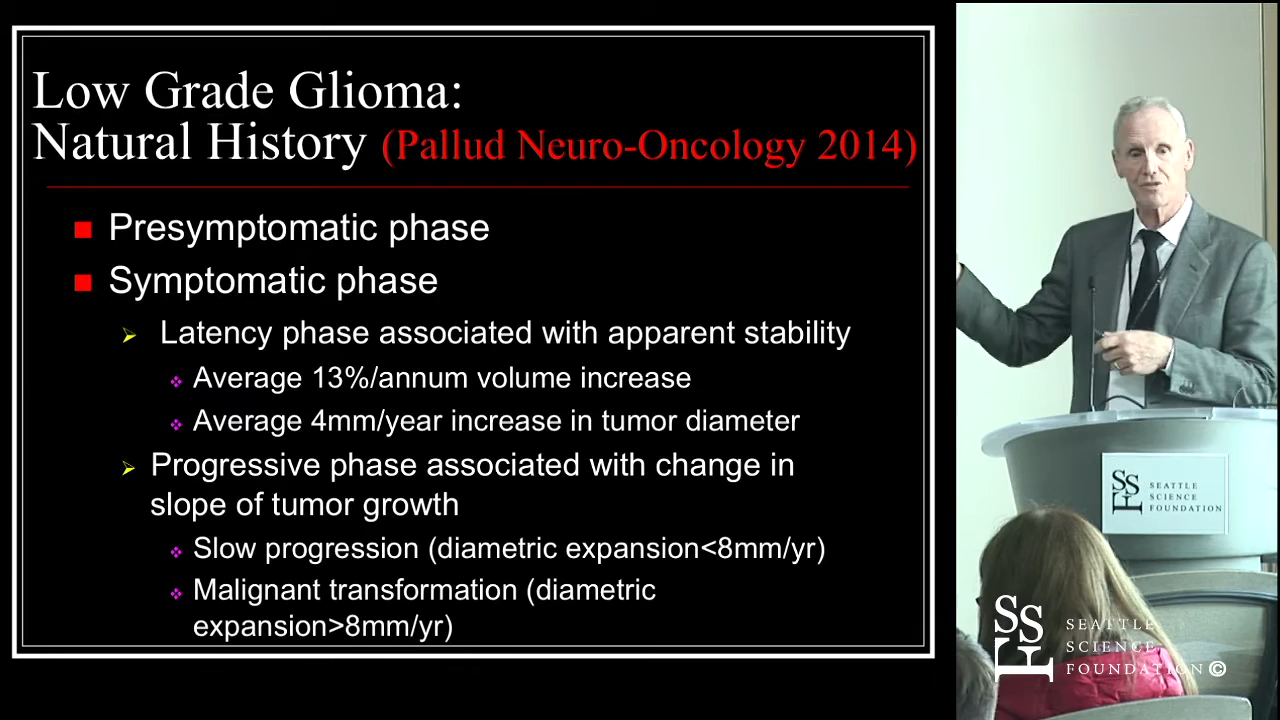 Low Grade Glioma:
Natural History (Pallud Neuro-Oncology 2014)
Presymptomatic phase
Symptomatic phase
Latency phase associated with apparent stability
Average 13%/annum volume increase
Average 4mm/year increase in tumor diameter
Progressive phase associated with change in
slope of tumor growth
Slow progression (diametric expansion<8mm/yr)
Malignant transformation (diametric
expansion>8mm/yr)
SSF
SEATTLE
SCIENCE
FOUNDATION
SSF
SEATTLE
SCIENCE
FOUNDATION©